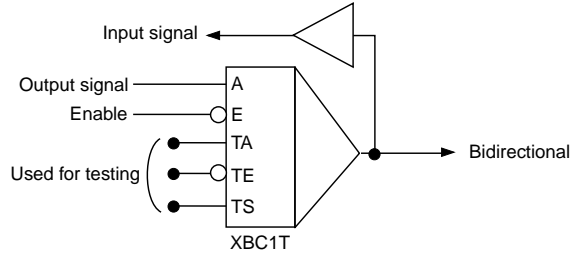 Input signal
Output signal
A
Enable
E
TA
Used for testing
TE
Bidirectional
TS
XBC1T